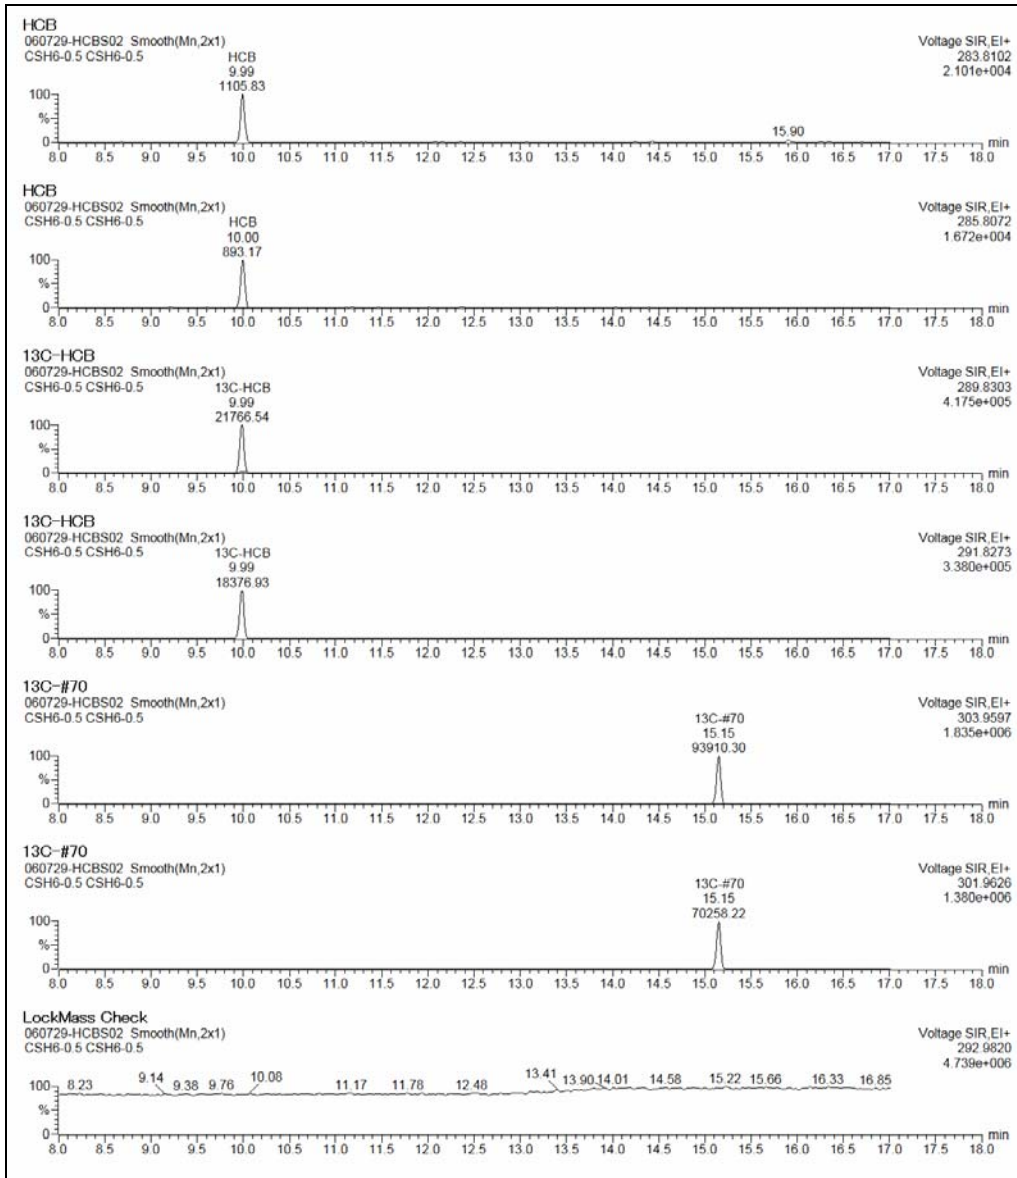 HCB
060729-HCBS02 Smooth(Mn,2x1)
CSH6-0.5 CSH6-0.5
Voltage SIR,EI+
283.8102
2.101e+004
HCB
9.99
1105.83
15.90
100
%
0
min
8.0 8.5 9.0 9.5 10.0 10.5 11.0 11.5 12.0 12.5 13.0 13.5 14.0 14.5 15.0 15.5 16.0 16.5 17.0 17.5 18.0
HCB
060729-HCBS02 Smooth(Mn,2x1)
CSH6-0.5 CSH6-0.5
Voltage SIR,EI+
285.8072
1.672e+004
HCB
10.00
893.17
100
%
0
min
8.0 8.5 9.0 9.5 10.0 10.5 11.0 11.5 12.0 12.5 13.0 13.5 14.0 14.5 15.0 15.5 16.0 16.5 17.0 17.5 18.0
13C-HCB
060729-HCBS02 Smooth(Mn,2x1)
CSH6-0.5 CSH6-0.5
Voltage SIR,EI+
289.8303
4.175e+005
13C-HCB
9.99
21766.54
100
%
0
min
8.0 8.5 9.0 9.5 10.0 10.5 11.0 11.5 12.0 12.5 13.0 13.5 14.0 14.5 15.0 15.5 16.0 16.5 17.0 17.5 18.0
13C-HCB
060729-HCBS02 Smooth(Mn,2x1)
CSH6-0.5 CSH6-0.5
Voltage SIR,EI+
291.8273
3.380e+005
13C-HCB
9.99
18376.93
100
%
0
min
8.0 8.5 9.0 9.5 10.0 10.5 11.0 11.5 12.0 12.5 13.0 13.5 14.0 14.5 15.0 15.5 16.0 16.5 17.0 17.5 18.0
13C-#70
060729-HCBS02 Smooth(Mn,2x1)
CSH6-0.5 CSH6-0.5
Voltage SIR,EI+
303.9597
1.835e+006
13C-#70
15.15
93910.30
100
%
0
min
8.0 8.5 9.0 9.5 10.0 10.5 11.0 11.5 12.0 12.5 13.0 13.5 14.0 14.5 15.0 15.5 16.0 16.5 17.0 17.5 18.0
13C-#70
060729-HCBS02 Smooth(Mn,2x1)
CSH6-0.5 CSH6-0.5
Voltage SIR,EI+
301.9626
1.380e+006
13C-#70
15.15
70258.22
100
%
0
min
8.0 8.5 9.0 9.5 10.0 10.5 11.0 11.5 12.0 12.5 13.0 13.5 14.0 14.5 15.0 15.5 16.0 16.5 17.0 17.5 18.0
LockMass Check
060729-HCBS02 Smooth(Mn,2x1)
CSH6-0.5 CSH6-0.5
Voltage SIR,EI+
292.9820
4.739e+006
8.23 9.14 9.38 9.76 10.08 11.17 11.78 12.48 13.41 13.90 14.01 14.58 15.22 15.66 16.33 16.85
100
%
0
min
8.0 8.5 9.0 9.5 10.0 10.5 11.0 11.5 12.0 12.5 13.0 13.5 14.0 14.5 15.0 15.5 16.0 16.5 17.0 17.5 18.0